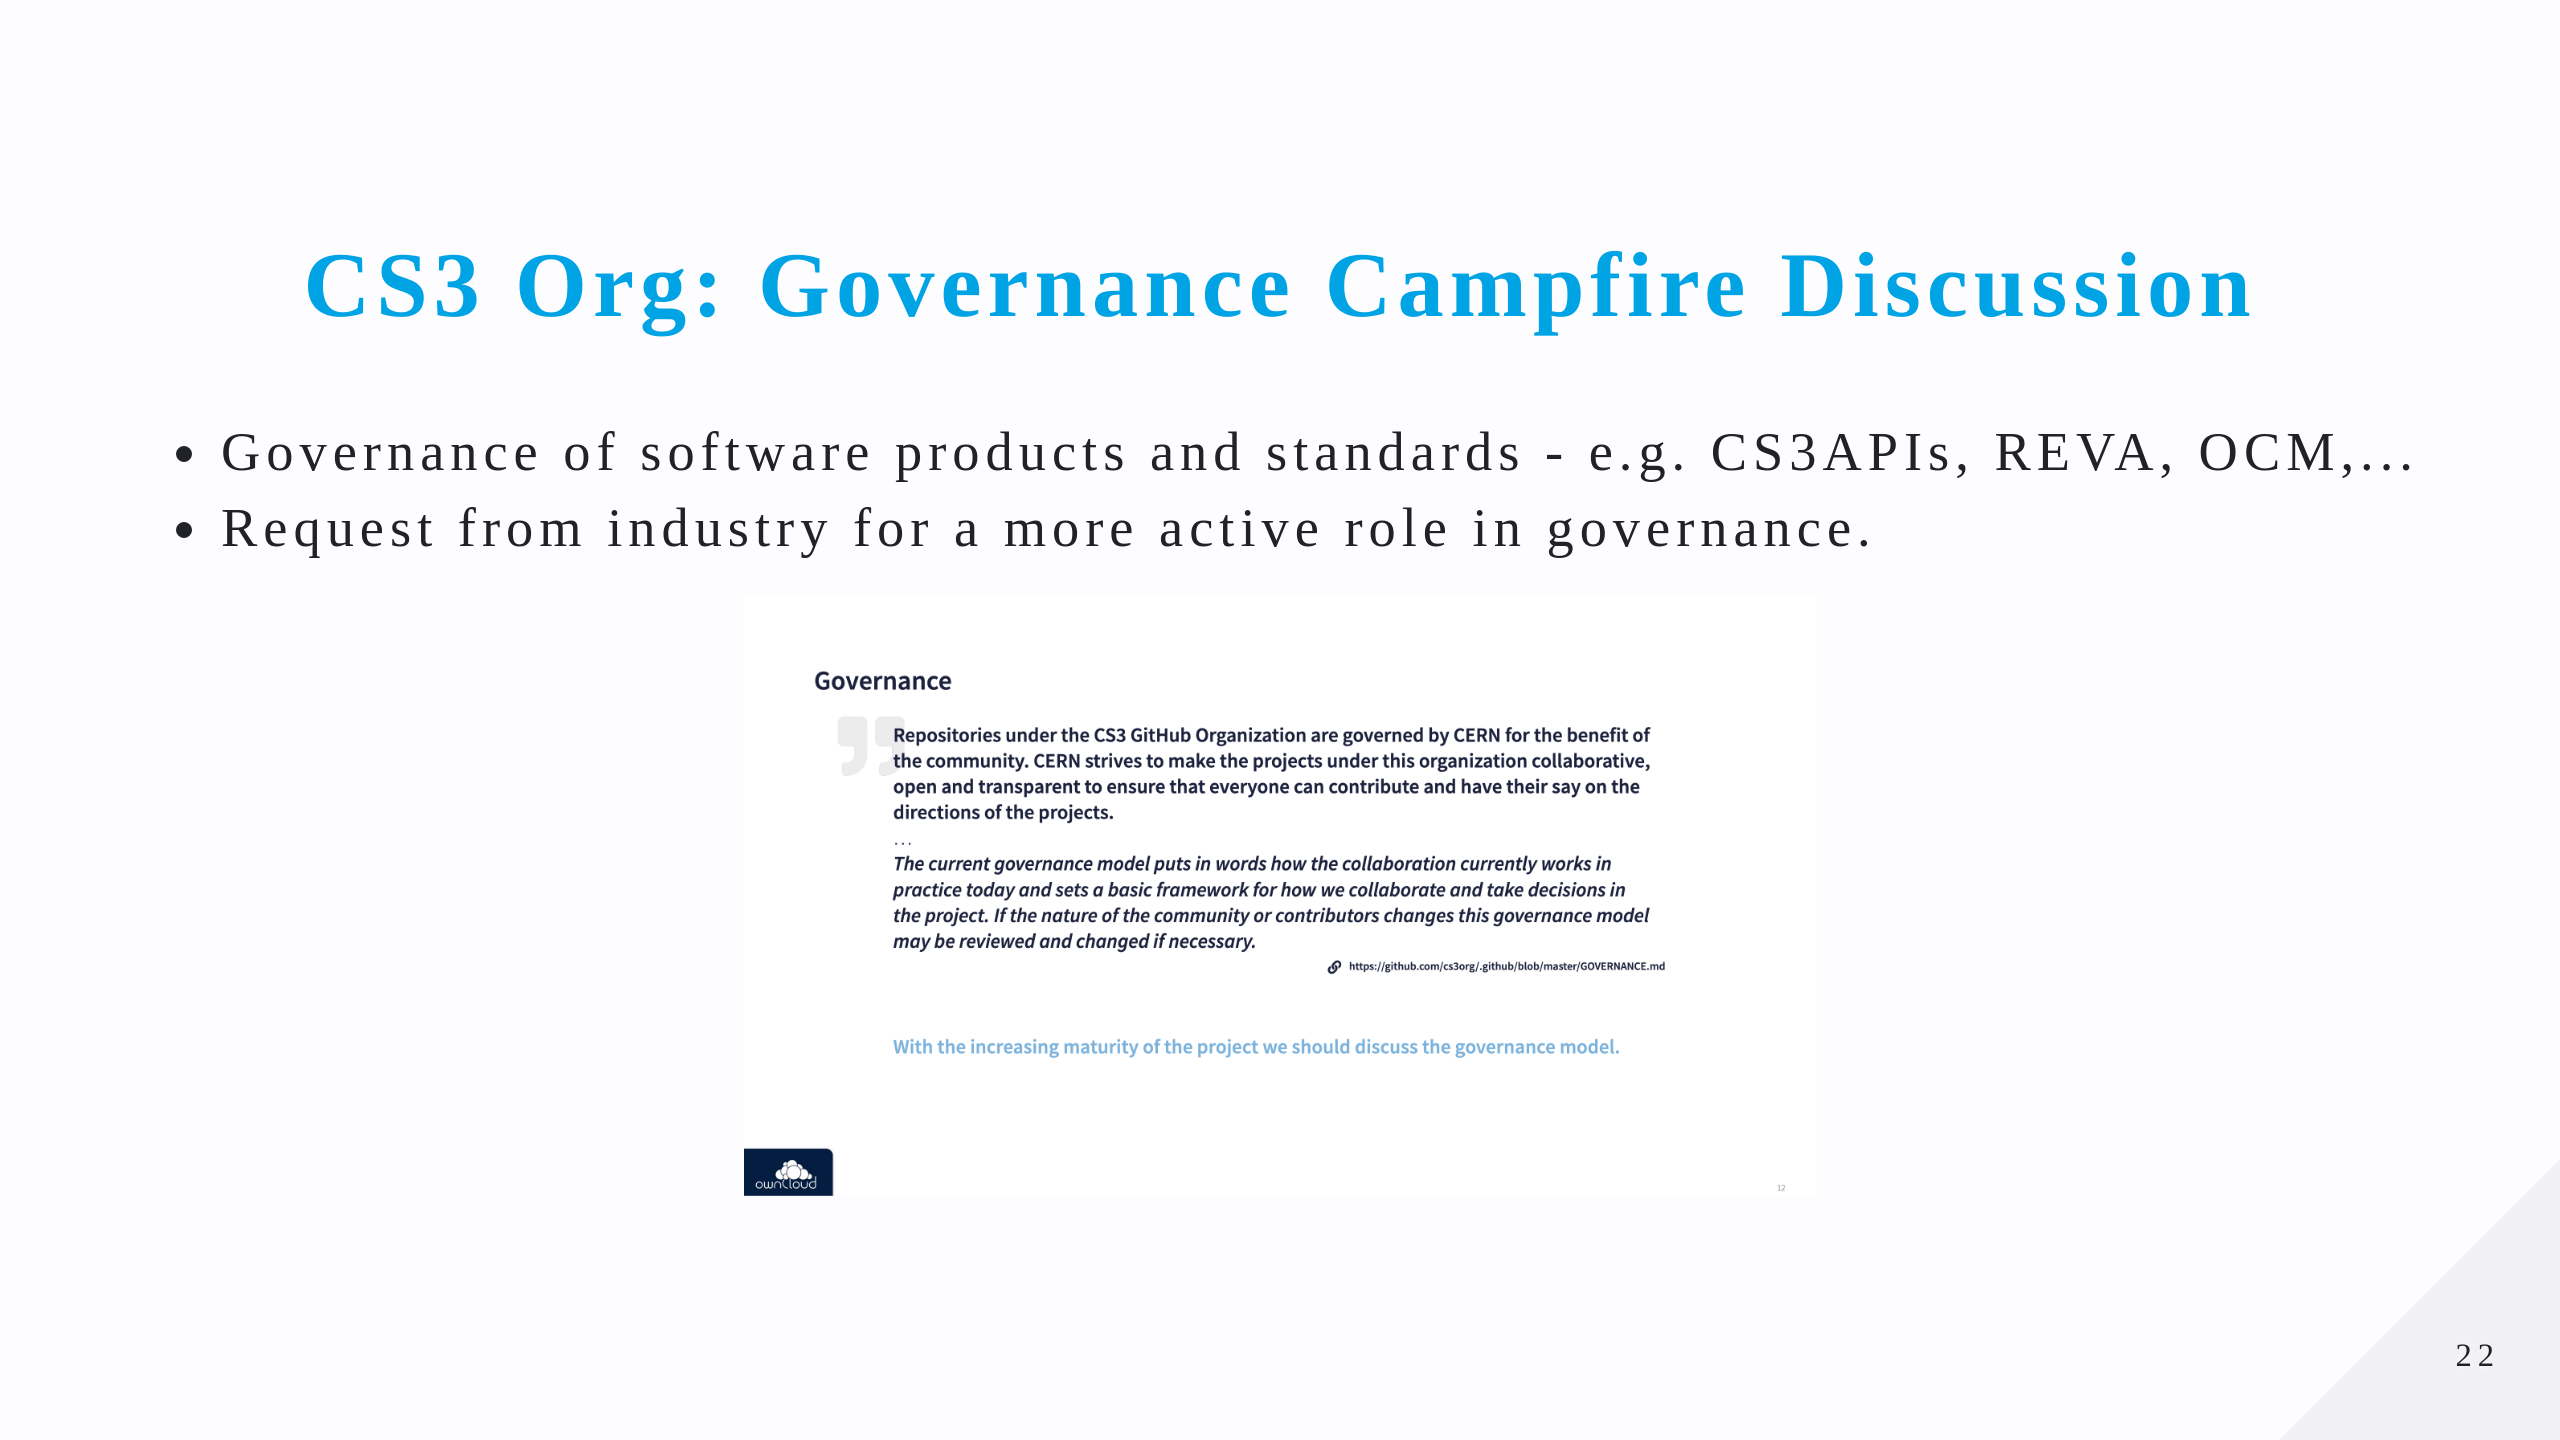 CS3 Org: Governance Campfire Discussion
• Governance of software products and standards - e.g. CS3APIs, REVA, OCM,...
• Request from industry for a more active role in governance.
Governance
Repositories under the CS3 GitHub Organization are governed by CERN for the benefit of
the community. CERN strives to make the projects under this organization collaborative,
open and transparent to ensure that everyone can contribute and have their say on the
directions of the projects.
...
The current governance model puts in words how the collaboration currently works in
practice today and sets a basic framework for how we collaborate and take decisions in
the project. If the nature of the community or contributors changes this governance model
may be reviewed and changed if necessary.
https://github.com/cs3org/.github/blob/master/GOVERNANCE.md
With the increasing maturity of the project we should discuss the governance model.
ownCloud
12
22